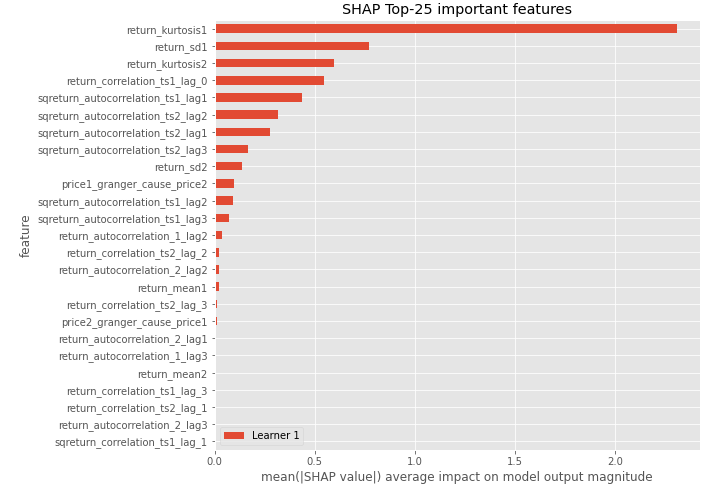 SHAP Top-25 important features
return_kurtosis1
return_sd1
return_kurtosis2
return_correlation_ts1_lag_0
sqreturn_autocorrelation_ts1_lag1
sqreturn_autocorrelation_ts2_lag2
sqreturn_autocorrelation_ts2_lag1
sqreturn_autocorrelation_ts2_lag3
return_sd2
price1_granger_cause_price2
sqreturn_autocorrelation_ts1_lag2
sqreturn_autocorrelation_ts1_lag3
return_autocorrelation_1_lag2
return_correlation_ts2_lag_2
return_autocorrelation_2_lag2
return_mean1
return_correlation_ts2_lag_3
price2_granger_cause_price1
return_autocorrelation_2_lag1
return_autocorrelation_1_lag3
return_mean2
return_correlation_ts1_lag_3
return_correlation_ts2_lag_1
return_autocorrelation_2_lag3
sqreturn_correlation_ts1_lag_1
feature
Learner 1
0.0 0.5 1.0 1.5 2.0
mean(|SHAP value|) average impact on model output magnitude